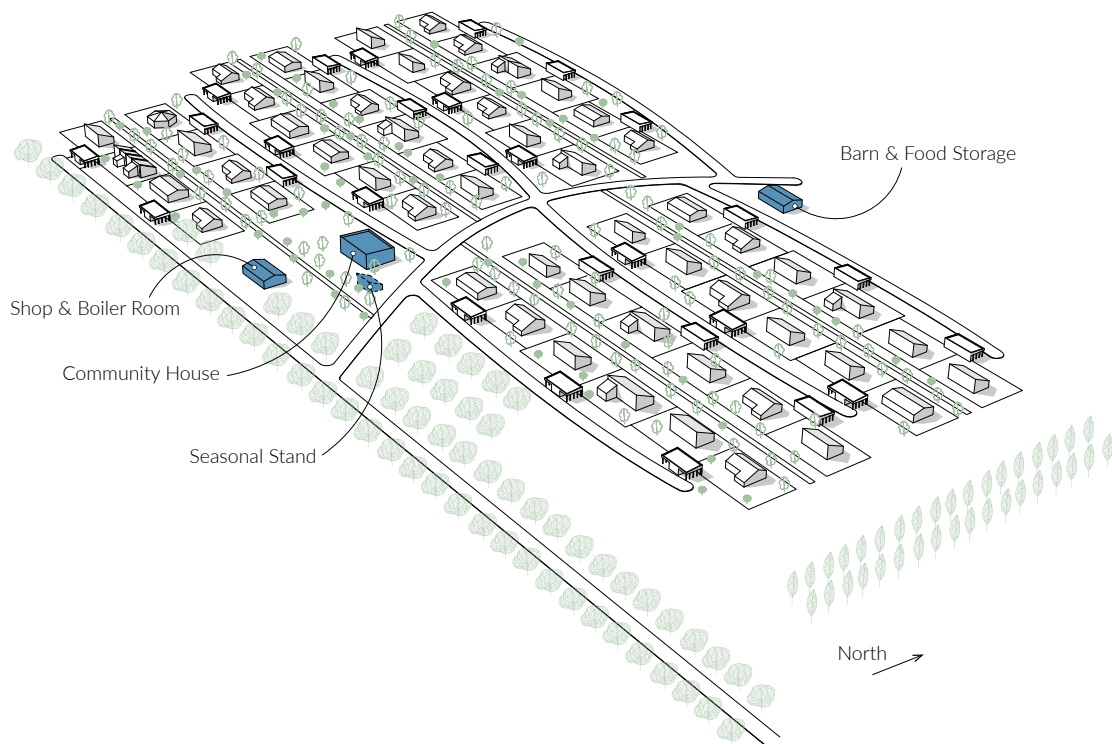 Barn & Food Storage
Shop & Boiler Room
Community House
Seasonal Stand
North